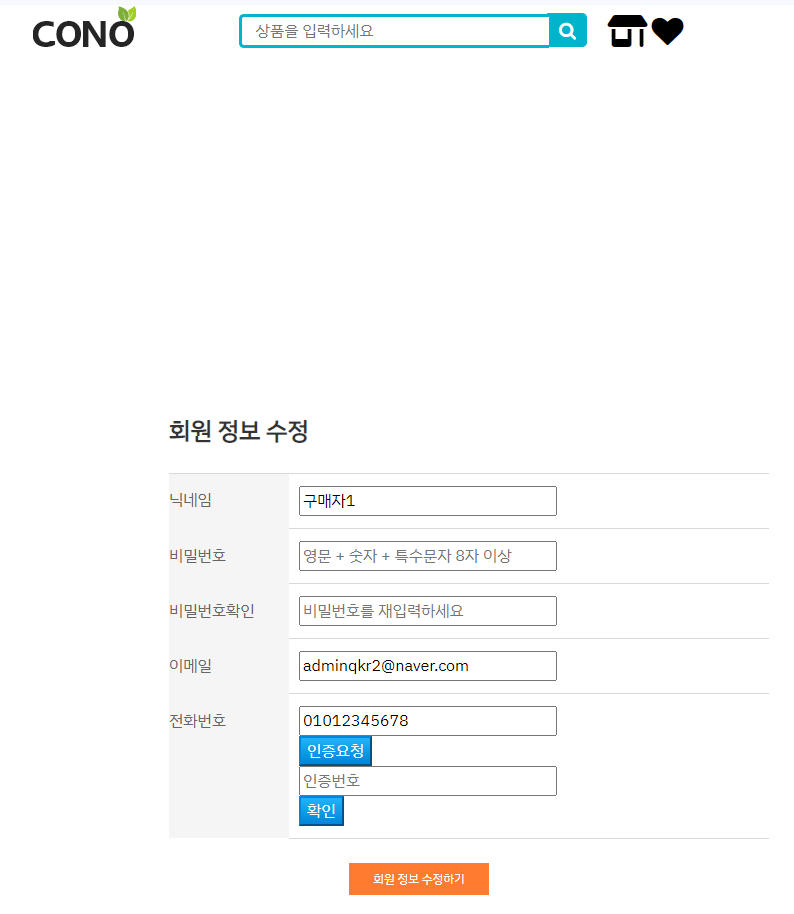 CONO
상품을 입력하세요
회원 정보 수정
닉네임
구매자1
비밀번호
영문 + 숫자 + 특수문자 8자 이상
비밀번호확인
비밀번호를 재입력하세요
이메일
adminqkr2@naver.com
전화번호
01012345678
인증요청
인증번호
확인
회원 정보 수정하기